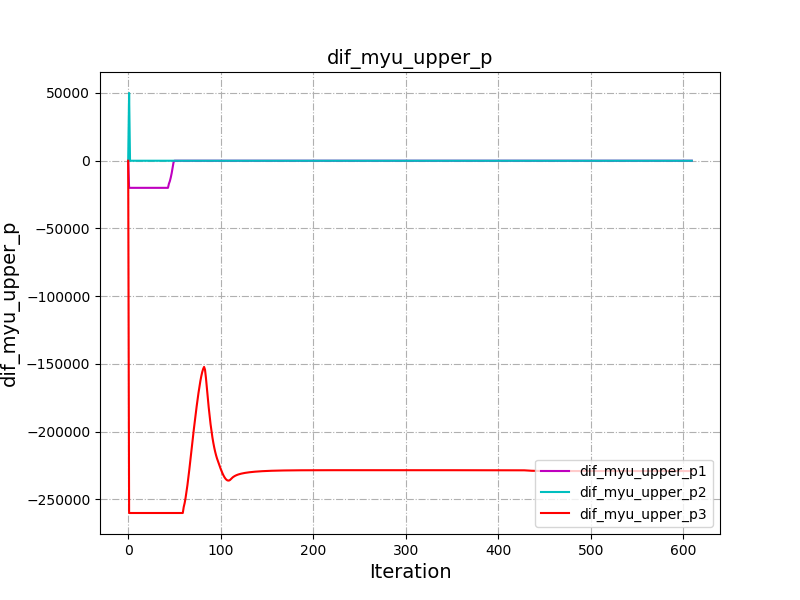 dif_myu_upper_p
dif_myu_upper_p
50000
0
−50000
−100000
−150000
−200000
−250000
0
100
200
300
400
500
600
Iteration
dif_myu_upper_p1
dif_myu_upper_p2
dif_myu_upper_p3